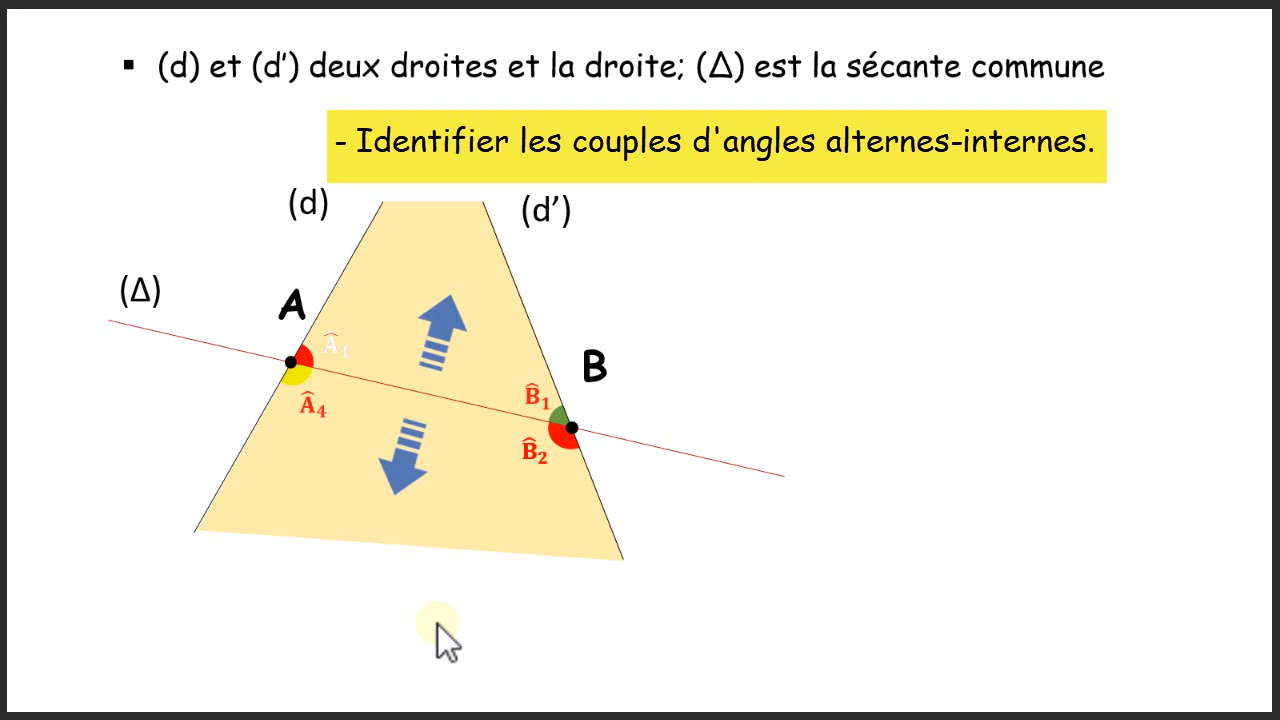 ▪ (d) et (d’) deux droites et la droite; (Δ) est la sécante commune
- Identifier les couples d'angles alternes-internes.
(d) (d’)
(Δ)
A
Â₁
B
B̂₁
Â₄
B̂₂